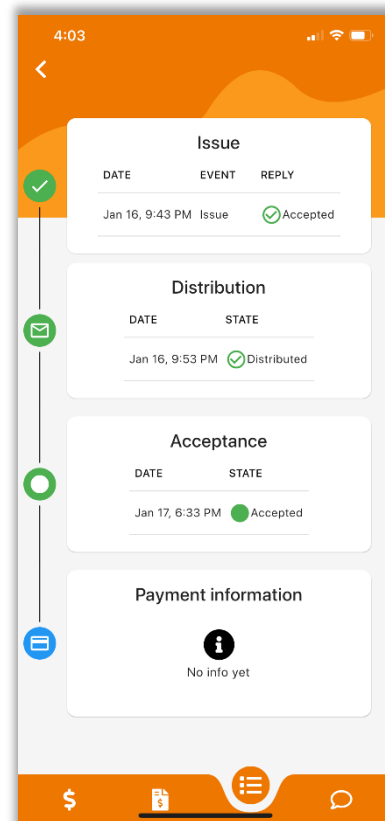 4:03
Issue
DATE EVENT REPLY
Jan 16, 9:43 PM Issue Accepted
Distribution
DATE STATE
Jan 16, 9:53 PM Distributed
Acceptance
DATE STATE
Jan 17, 6:33 PM Accepted
Payment information
No info yet